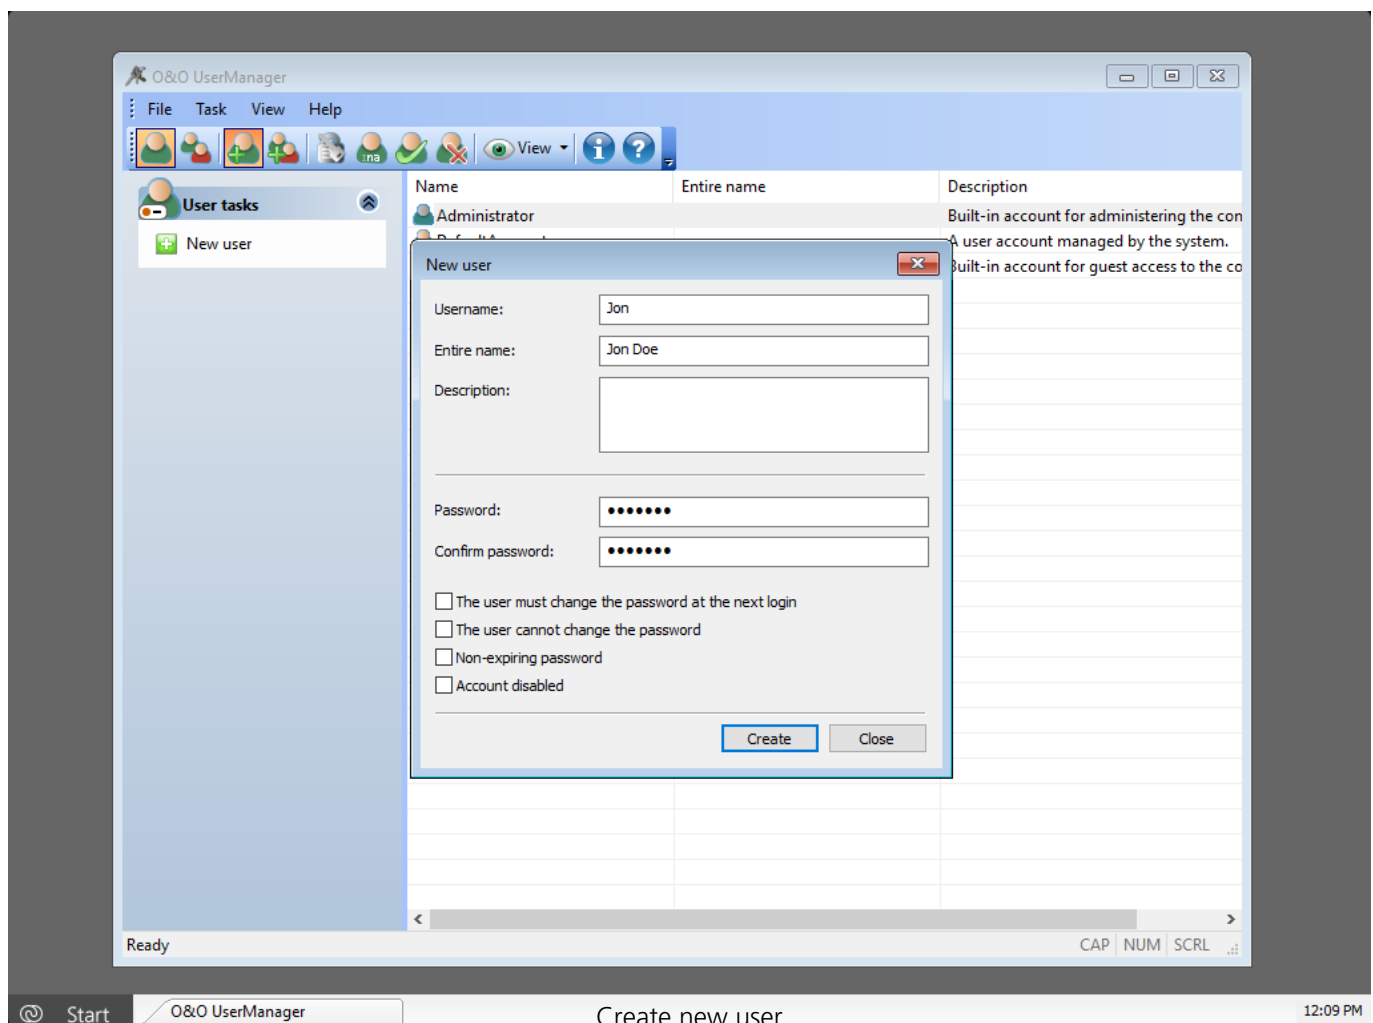 O&O UserManager
File Task View Help
:na View
User tasks
New user
Name Entire name Description
Administrator Built-in account for administering the con
A user account managed by the system.
Built-in account for guest access to the co
New user
Username: Jon
Entire name: Jon Doe
Description:
Password: •••••••
Confirm password: •••••••
The user must change the password at the next login
The user cannot change the password
Non-expiring password
Account disabled
Create Close
Ready CAP NUM SCRL
Start O&O UserManager 12:09 PM
Create new user